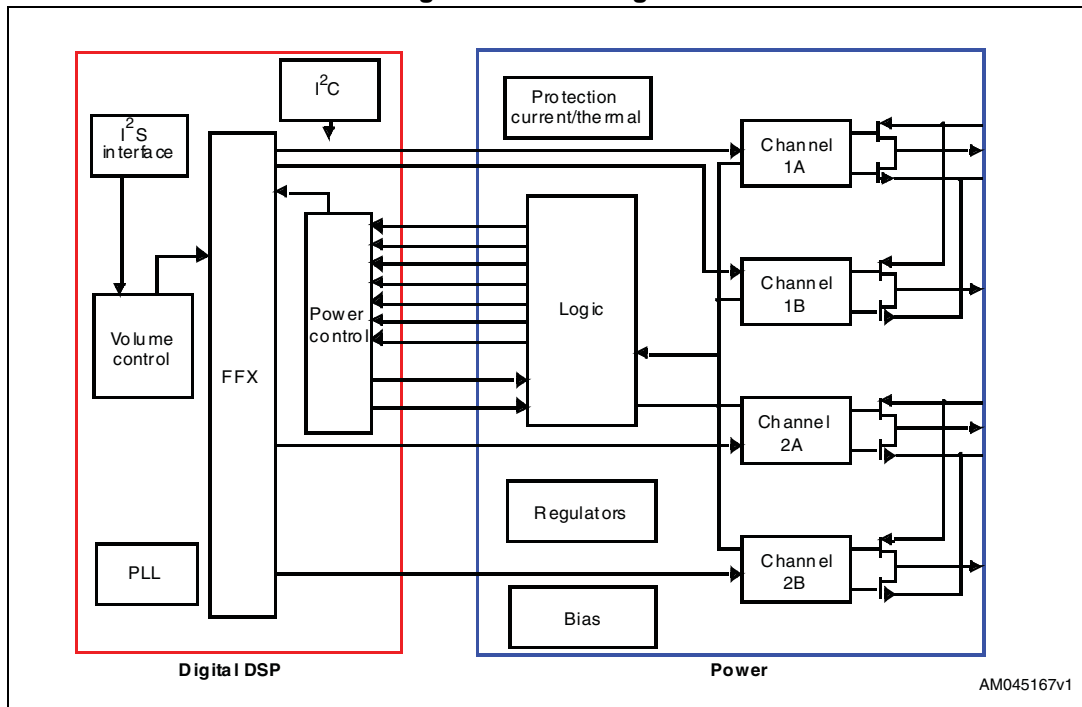 I²C
I²S
interface
Volume
control
PLL
FFX
Power
control
Digital DSP
Protection
current/thermal
Logic
Regulators
Bias
Channel
1A
Channel
1B
Channel
2A
Channel
2B
Power
AM045167v1